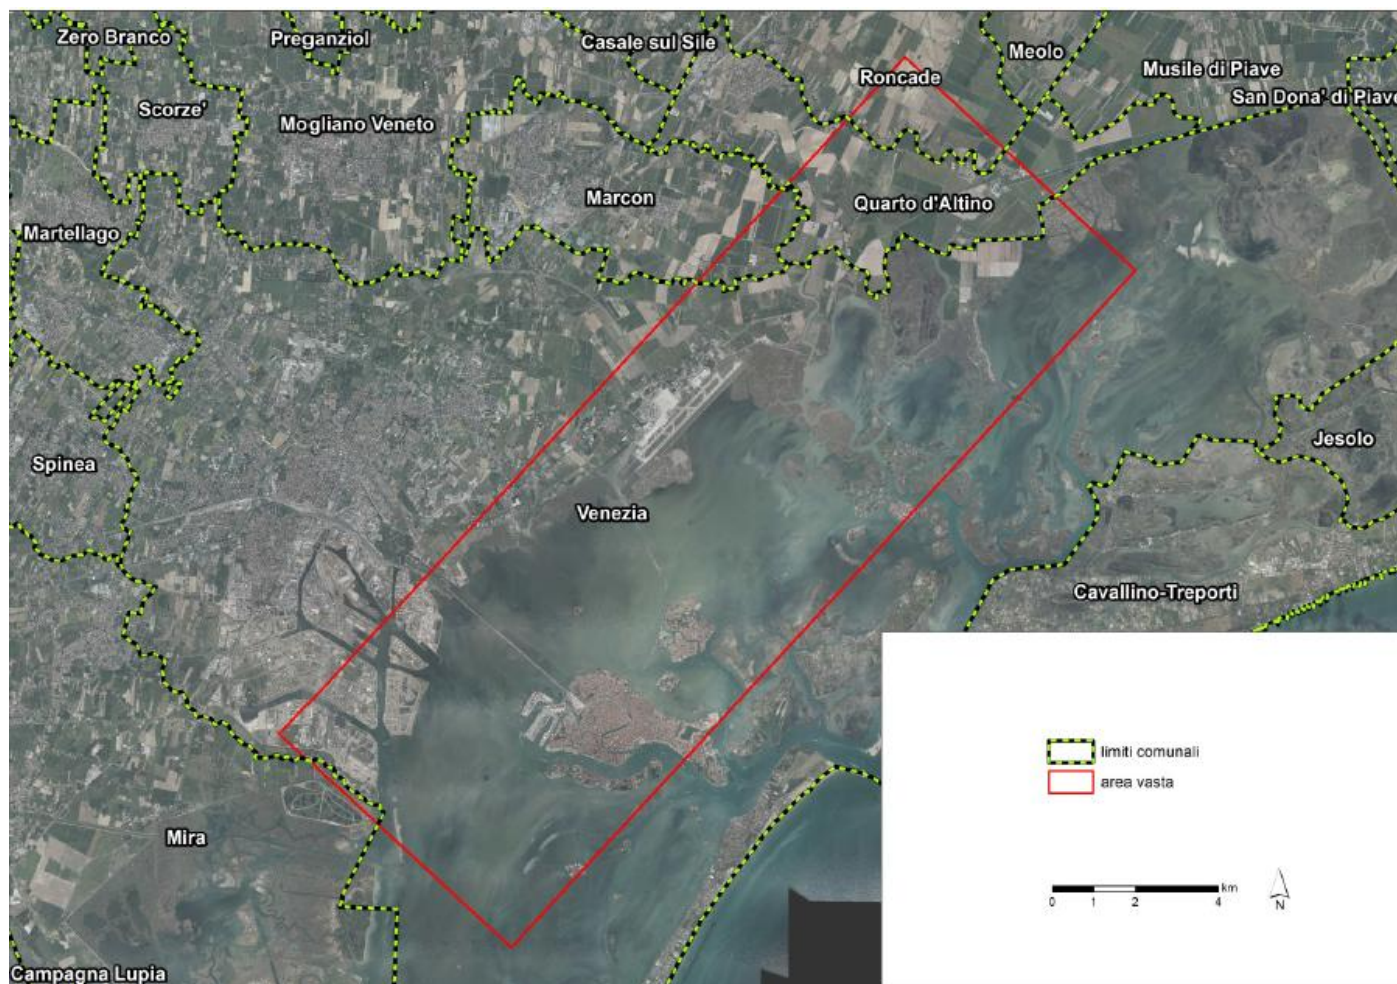 Zero Branco
Preganziol
Casale sul Sile
Meolo
Roncade
Musile di Piave
San Dona' di Piave
Scorze'
Mogliano Veneto
Marcon
Quarto d'Altino
Martellago
Jesolo
Spinea
Venezia
Cavallino-Treporti
limiti comunali
area vasta
Mira
km
0 1 2 4
N
Campagna Lupia